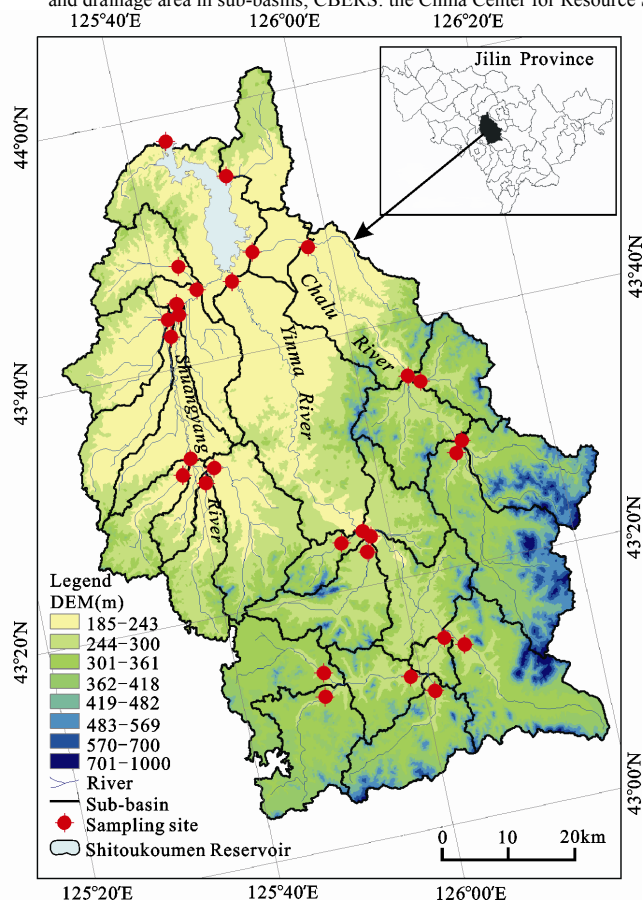 and drainage area in sub-basins; CBERS: the China Center for Resource
125°40′E 126°00′E 126°20′E
Jilin Province
44°00′N
43°40′N
43°20′N
43°40′N
43°20′N
43°00′N
Chalu River
Yinma River
Shuangyang River
Legend
DEM(m)
185−243
244−300
301−361
362−418
419−482
483−569
570−700
701−1000
River
Sub-basin
Sampling site
Shitoukoumen Reservoir
0 10 20km
125°20′E 125°40′E 126°00′E